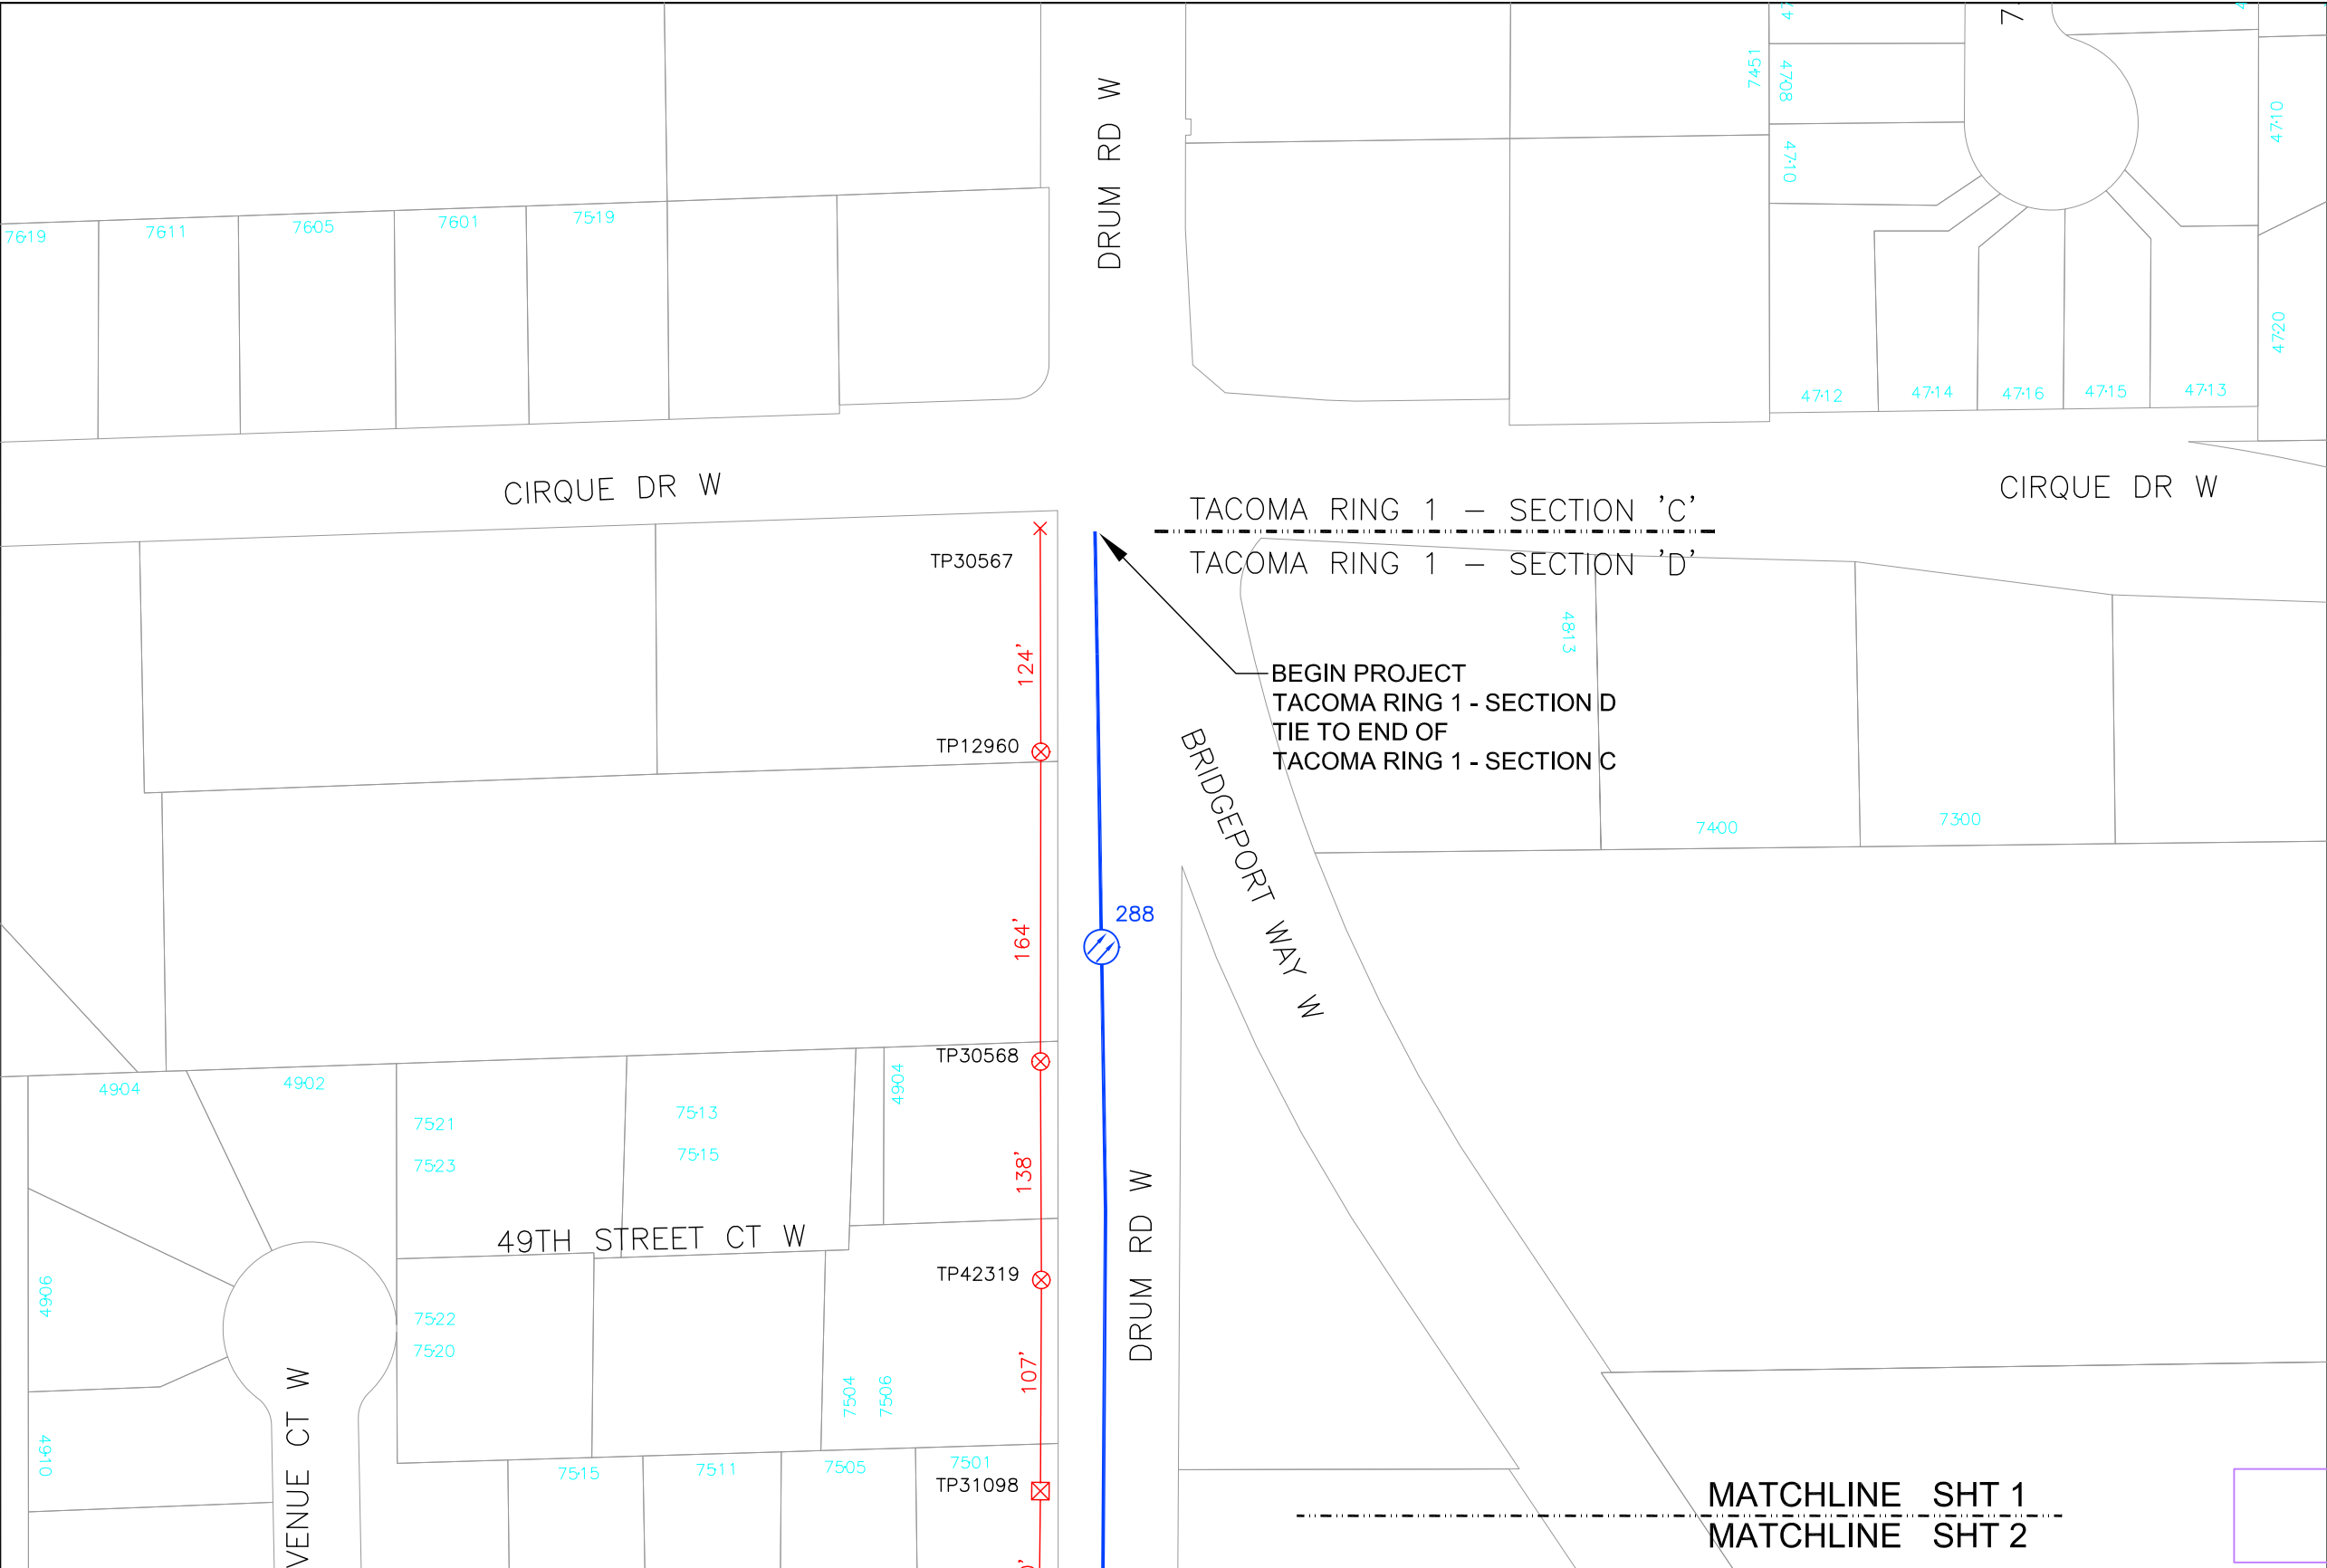 DRUM RD W
7451
4708
4710
4710
4720
7619
7611
7605
7601
7519
4712
4714
4716
4715
4713
CIRQUE DR W
CIRQUE DR W
TACOMA RING 1 - SECTION 'C'
TACOMA RING 1 - SECTION 'D'
TP30567
124'
4813
BEGIN PROJECT
TACOMA RING 1 - SECTION D
TIE TO END OF
TACOMA RING 1 - SECTION C
TP12960
BRIDGEPORT WAY W
7400
7300
288
164'
TP30568
4904
4902
4904
7521
7513
7523
7515
138'
DRUM RD W
49TH STREET CT W
TP42319
4906
7522
7520
107'
7504
7506
VENUE CT W
4910
7515
7511
7505
7501
TP31098
MATCHLINE SHT 1
MATCHLINE SHT 2